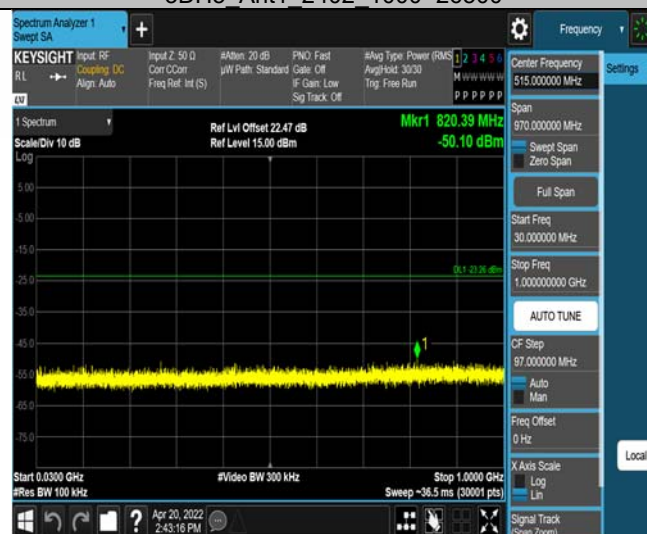 Spectrum Analyzer 1
Swept SA
Frequency
KEYSIGHT
Input: RF
Input Z: 50 Ω
#Atten: 20 dB
PNO: Fast
#Avg Type: Power (RMS
1 2 3 4 5 6
RL
Coupling: DC
Corr CCorr
µW Path: Standard
Gate: Off
Avg|Hold: 30/30
M W W W W W
Align: Auto
Freq Ref: Int (S)
IF Gain: Low
Trig: Free Run
Sig Track: Off
P P P P P P
LXI
1 Spectrum
Ref Lvl Offset 22.47 dB
Mkr1 820.39 MHz
Scale/Div 10 dB
Ref Level 15.00 dBm
-50.10 dBm
Log
5.00
-5.00
-15.0
DL1 -23.26 dBm
-25.0
-35.0
1
-45.0
-55.0
-65.0
-75.0
Start 0.0300 GHz
#Video BW 300 kHz
Stop 1.0000 GHz
#Res BW 100 kHz
Sweep ~36.5 ms (30001 pts)
Apr 20, 2022
2:43:16 PM
Center Frequency
515.000000 MHz
Settings
Span
970.000000 MHz
Swept Span
Zero Span
Full Span
Start Freq
30.000000 MHz
Stop Freq
1.000000000 GHz
AUTO TUNE
CF Step
97.000000 MHz
Auto
Man
Freq Offset
0 Hz
Local
X Axis Scale
Log
Lin
Signal Track
(Span Zoom)